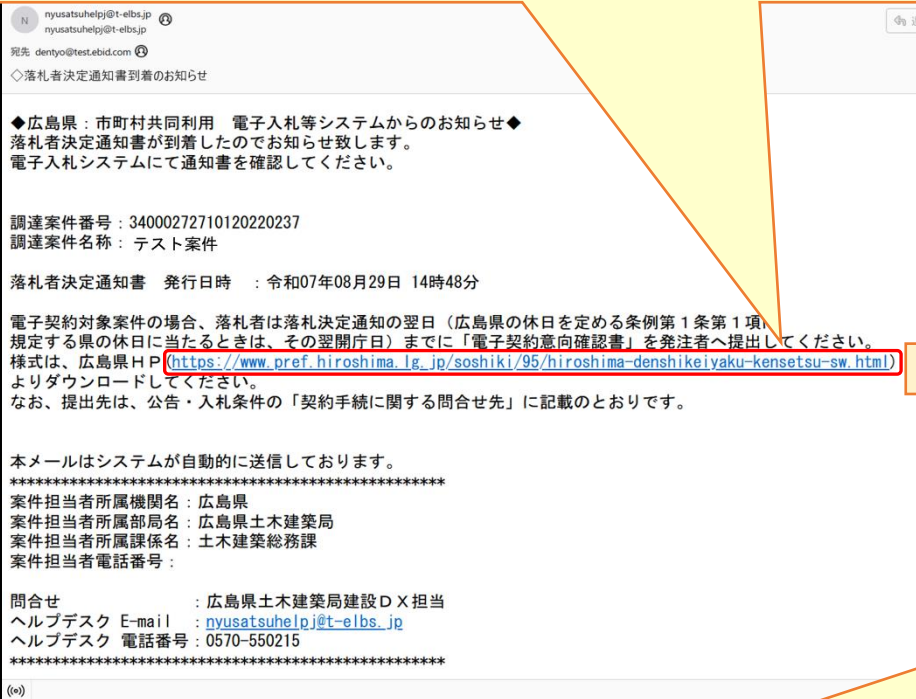 N
nyusatsuhelpj@t-elbs.jp
nyusatsuhelpj@t-elbs.jp
宛先 dentyo@test.ebid.com
◇落札者決定通知書到着のお知らせ
◆広島県:市町村共同利用 電子入札等システムからのお知らせ◆
落札者決定通知書が到着したのでお知らせ致します。
電子入札システムにて通知書を確認してください。
調達案件番号:34000272710120220237
調達案件名称: テスト案件
落札者決定通知書 発行日時 :令和07年08月29日 14時48分
電子契約対象案件の場合、落札者は落札決定通知の翌日(広島県の休日を定める条例第1条第1項に
規定する県の休日に当たるときは、その翌開庁日)までに「電子契約意向確認書」を発注者へ提出してください。
様式は、広島県HP(https://www.pref.hiroshima.lg.jp/soshiki/95/hiroshima-denshikeiyaku-kensetsu-sw.html)
よりダウンロードしてください。
なお、提出先は、公告・入札条件の「契約手続に関する問合せ先」に記載のとおりです。
本メールはシステムが自動的に送信しております。
****************************************************
案件担当者所属機関名:広島県
案件担当者所属部局名:広島県土木建築局
案件担当者所属課係名:土木建築総務課
案件担当者電話番号:
問合せ :広島県土木建築局建設DX担当
ヘルプデスク E-mail :nyusatsuhelpj@t-elbs.jp
ヘルプデスク 電話番号:0570-550215
****************************************************